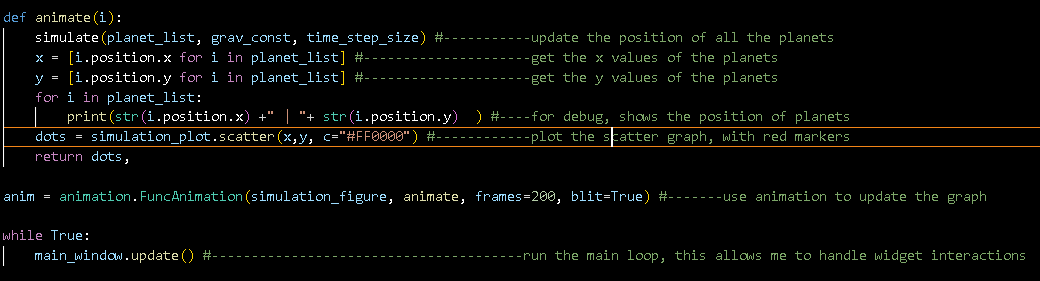 def animate(i):
    simulate(planet_list, grav_const, time_step_size) #-----------update the position of all the planets
    x = [i.position.x for i in planet_list] #---------------------get the x values of the planets
    y = [i.position.y for i in planet_list] #---------------------get the y values of the planets
    for i in planet_list:
        print(str(i.position.x) +" | "+ str(i.position.y)  ) #----for debug, shows the position of planets
    dots = simulation_plot.scatter(x,y, c="#FF0000") #------------plot the scatter graph, with red markers
    return dots,
anim = animation.FuncAnimation(simulation_figure, animate, frames=200, blit=True) #-------use animation to update the graph
while True:
    main_window.update() #---------------------------------------run the main loop, this allows me to handle widget interactions